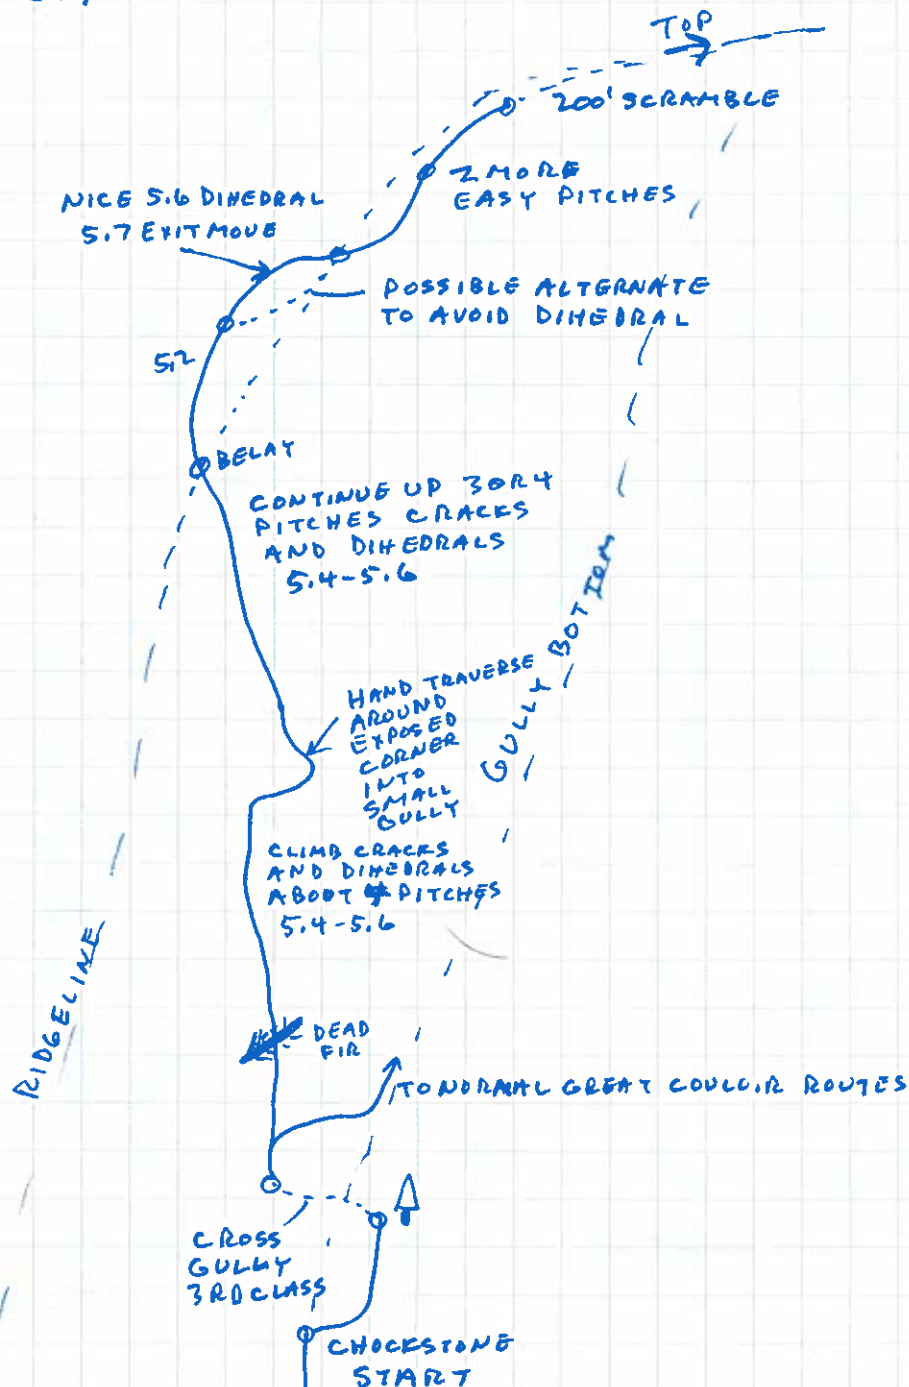 TOP
200' SCRAMBLE
2 MORE
EASY PITCHES
NICE 5.6 DIHEDRAL
5.7 EXIT MOVE
POSSIBLE ALTERNATE
TO AVOID DIHEDRAL
5.2
BELAY
CONTINUE UP 3 OR 4
PITCHES CRACKS
AND DIHEDRALS
5.4-5.6
GULLY BOTTOM
HAND TRAVERSE
AROUND
EXPOSED
CORNER
INTO
SMALL
GULLY
CLIMB CRACKS
AND DIHEDRALS
ABOUT PITCHES
5.4-5.6
RIDGELINE
DEAD
FIR
TO NORMAL GREAT COULOIR ROUTES
CROSS
GULLY
3RD CLASS
CHOCKSTONE
START